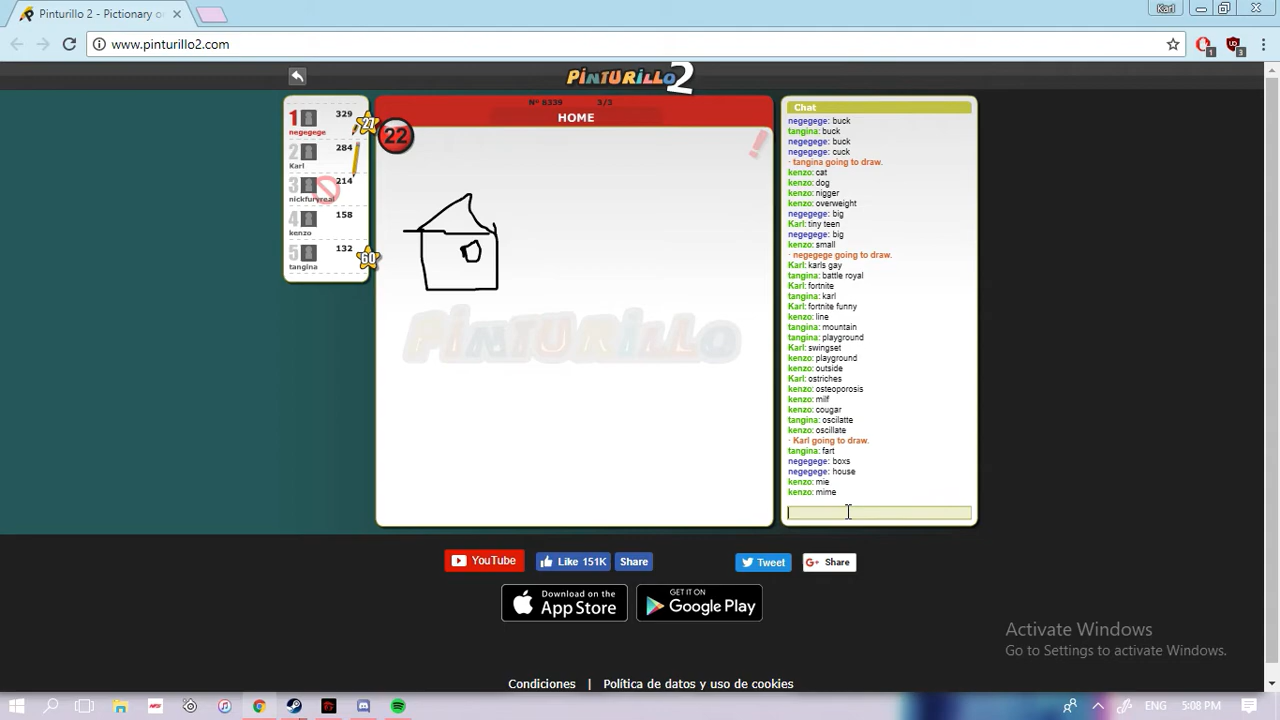 Pinturillo 2 - Pictionary or
Karl
www.pinturillo2.com
1
3
PINTURILLO 2
Nº 6339 3/3
HOME
22
1 329 27
negegege
2 284
Karl
3 214
nickfuryreal
4 158
kenzo
5 132 60
tangina
PINTURILLO
Chat
negegege: buck
tangina: buck
negegege: buck
negegege: cuck
· tangina going to draw.
kenzo: cat
kenzo: dog
kenzo: nigger
kenzo: overweight
negegege: big
Karl: tiny teen
negegege: big
kenzo: small
· negegege going to draw.
Karl: karls gay
tangina: battle royal
Karl: fortnite
tangina: karl
Karl: fortnite funny
kenzo: line
tangina: mountain
tangina: playground
Karl: swingset
kenzo: playground
kenzo: outside
Karl: ostriches
kenzo: osteoporosis
kenzo: milf
kenzo: cougar
tangina: oscilatte
kenzo: oscillate
· Karl going to draw.
tangina: fart
negegege: boxs
negegege: house
kenzo: mie
kenzo: mime
YouTube
Like 151K
Share
Tweet
G+ Share
Download on the
App Store
GET IT ON
Google Play
Activate Windows
Go to Settings to activate Windows.
Condiciones | Política de datos y uso de cookies
ENG 5:08 PM